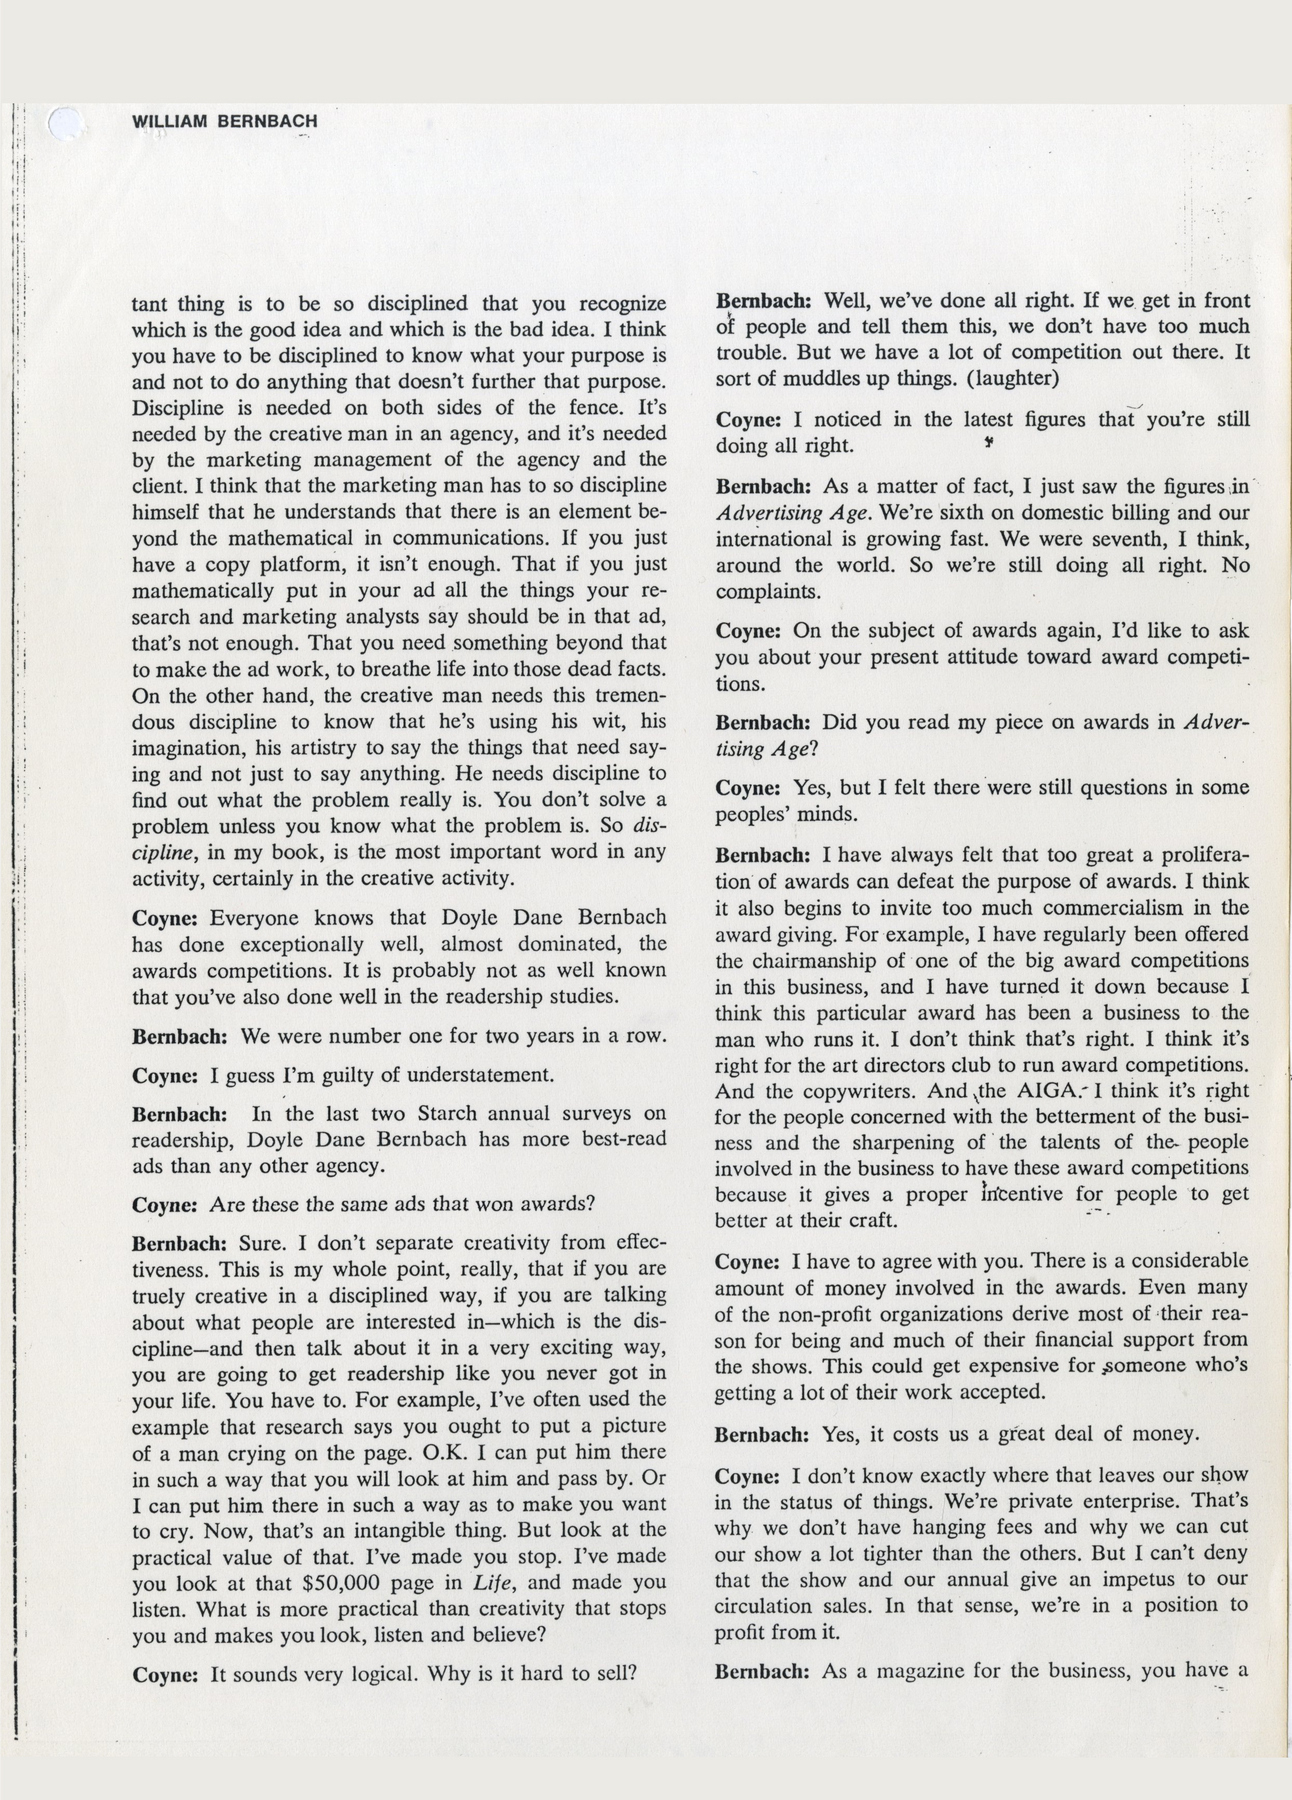 WILLIAM BERNBACH
tant thing is to be so disciplined that you recognize
which is the good idea and which is the bad idea. I think
you have to be disciplined to know what your purpose is
and not to do anything that doesn't further that purpose.
Discipline is needed on both sides of the fence. It's
needed by the creative man in an agency, and it's needed
by the marketing management of the agency and the
client. I think that the marketing man has to so discipline
himself that he understands that there is an element be-
yond the mathematical in communications. If you just
have a copy platform, it isn't enough. That if you just
mathematically put in your ad all the things your re-
search and marketing analysts say should be in that ad,
that's not enough. That you need something beyond that
to make the ad work, to breathe life into those dead facts.
On the other hand, the creative man needs this tremen-
dous discipline to know that he's using his wit, his
imagination, his artistry to say the things that need say-
ing and not just to say anything. He needs discipline to
find out what the problem really is. You don't solve a
problem unless you know what the problem is. So dis-
cipline, in my book, is the most important word in any
activity, certainly in the creative activity.
Coyne: Everyone knows that Doyle Dane Bernbach
has done exceptionally well, almost dominated, the
awards competitions. It is probably not as well known
that you've also done well in the readership studies.
Bernbach: We were number one for two years in a row.
Coyne: I guess I'm guilty of understatement.
Bernbach: In the last two Starch annual surveys on
readership, Doyle Dane Bernbach has more best-read
ads than any other agency.
Coyne: Are these the same ads that won awards?
Bernbach: Sure. I don't separate creativity from effec-
tiveness. This is my whole point, really, that if you are
truely creative in a disciplined way, if you are talking
about what people are interested in—which is the dis-
cipline—and then talk about it in a very exciting way,
you are going to get readership like you never got in
your life. You have to. For example, I've often used the
example that research says you ought to put a picture
of a man crying on the page. O.K. I can put him there
in such a way that you will look at him and pass by. Or
I can put him there in such a way as to make you want
to cry. Now, that's an intangible thing. But look at the
practical value of that. I've made you stop. I've made
you look at that $50,000 page in Life, and made you
listen. What is more practical than creativity that stops
you and makes you look, listen and believe?
Coyne: It sounds very logical. Why is it hard to sell?
Bernbach: Well, we've done all right. If we get in front
of people and tell them this, we don't have too much
trouble. But we have a lot of competition out there. It
sort of muddles up things. (laughter)
Coyne: I noticed in the latest figures that you're still
doing all right.
Bernbach: As a matter of fact, I just saw the figures in
Advertising Age. We're sixth on domestic billing and our
international is growing fast. We were seventh, I think,
around the world. So we're still doing all right. No
complaints.
Coyne: On the subject of awards again, I'd like to ask
you about your present attitude toward award competi-
tions.
Bernbach: Did you read my piece on awards in Adver-
tising Age?
Coyne: Yes, but I felt there were still questions in some
peoples' minds.
Bernbach: I have always felt that too great a prolifera-
tion of awards can defeat the purpose of awards. I think
it also begins to invite too much commercialism in the
award giving. For example, I have regularly been offered
the chairmanship of one of the big award competitions
in this business, and I have turned it down because I
think this particular award has been a business to the
man who runs it. I don't think that's right. I think it's
right for the art directors club to run award competitions.
And the copywriters. And the AIGA. I think it's right
for the people concerned with the betterment of the busi-
ness and the sharpening of the talents of the people
involved in the business to have these award competitions
because it gives a proper incentive for people to get
better at their craft.
Coyne: I have to agree with you. There is a considerable
amount of money involved in the awards. Even many
of the non-profit organizations derive most of their rea-
son for being and much of their financial support from
the shows. This could get expensive for someone who's
getting a lot of their work accepted.
Bernbach: Yes, it costs us a great deal of money.
Coyne: I don't know exactly where that leaves our show
in the status of things. We're private enterprise. That's
why we don't have hanging fees and why we can cut
our show a lot tighter than the others. But I can't deny
that the show and our annual give an impetus to our
circulation sales. In that sense, we're in a position to
profit from it.
Bernbach: As a magazine for the business, you have a